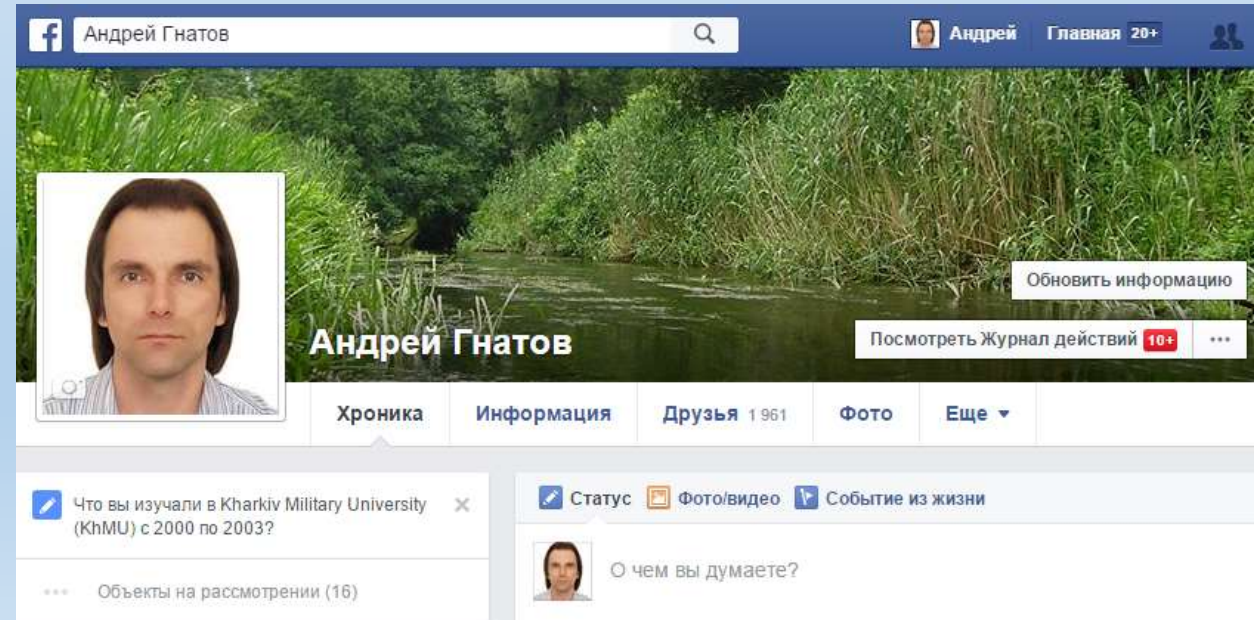 f Андрей Гнатов Андрей Главная 20+
Обновить информацию
Андрей Гнатов
Посмотреть Журнал действий 10+ ...
Хроника Информация Друзья 1 961 Фото Еще
Что вы изучали в Kharkiv Military University
(KhMU) с 2000 по 2003?
... Объекты на рассмотрении (16)
Статус Фото/видео Событие из жизни
О чем вы думаете?